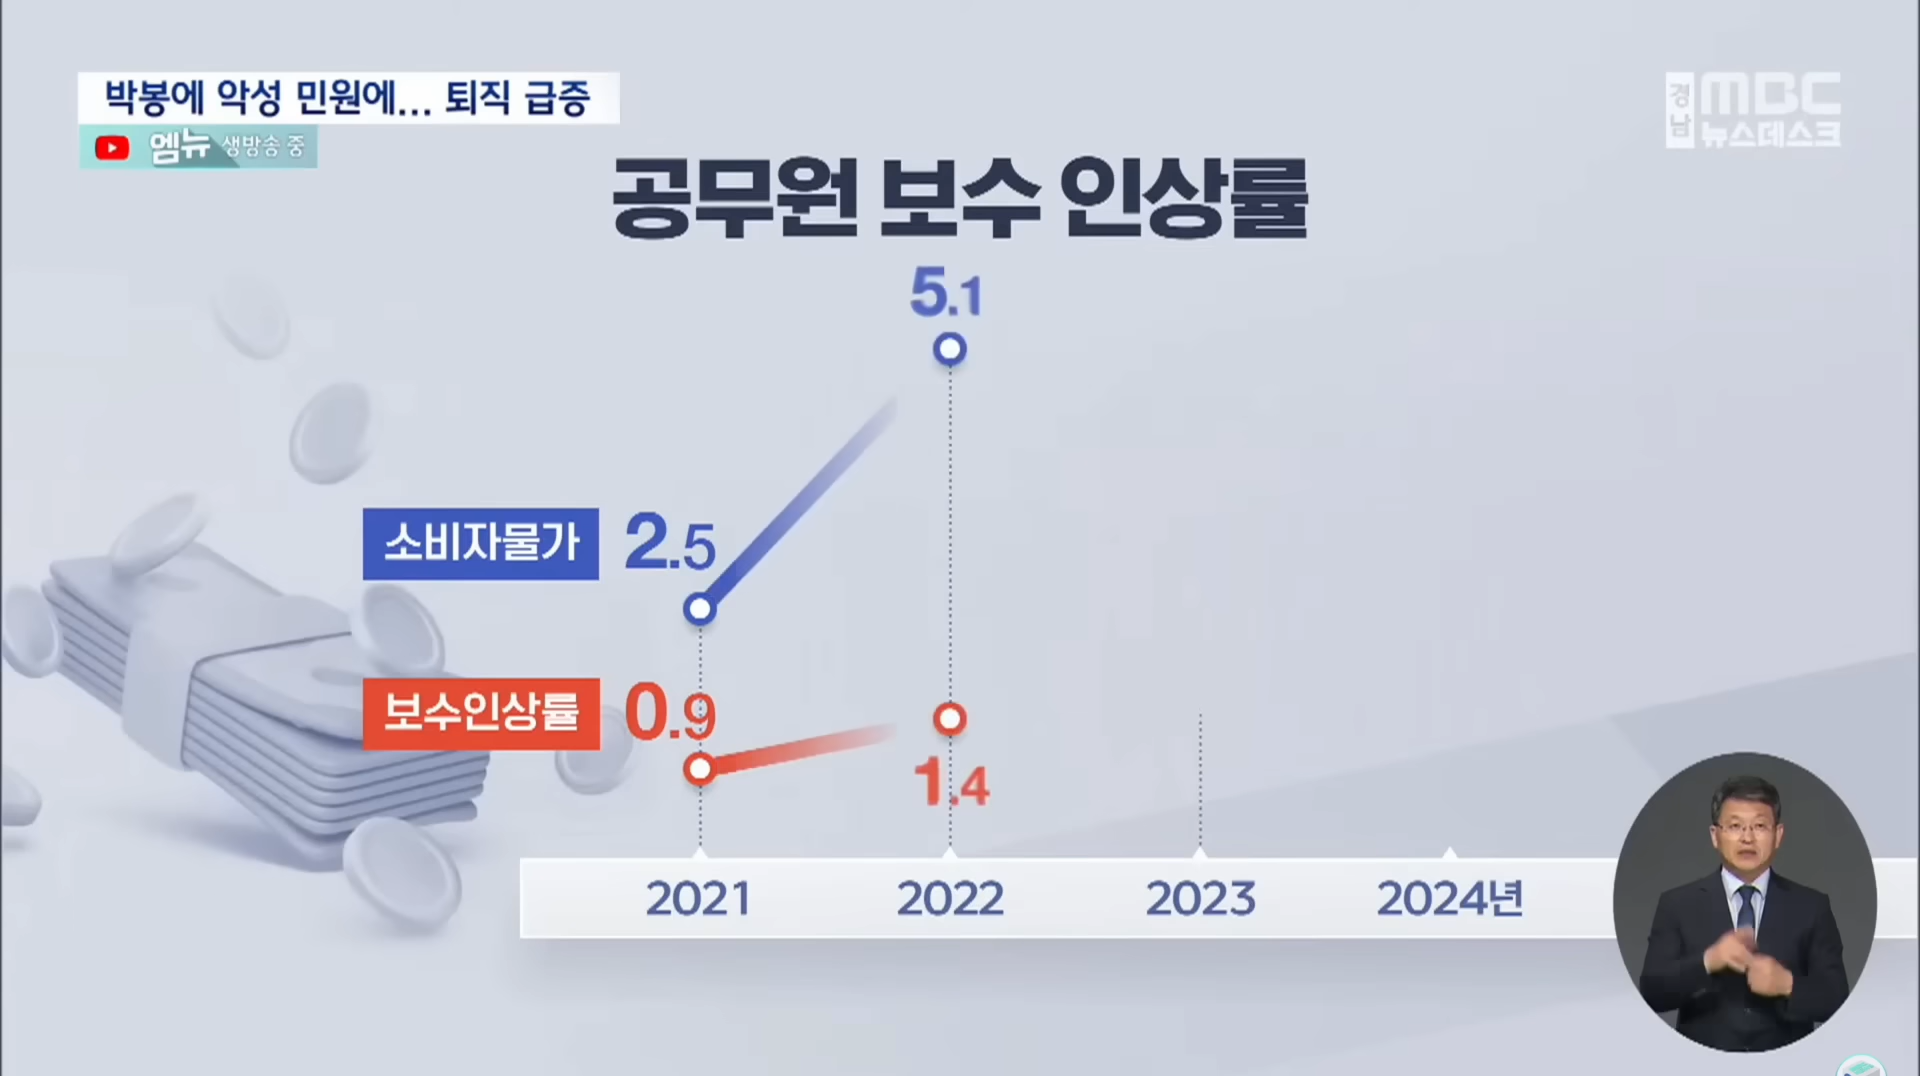 박봉에 악성 민원에... 퇴직 급증
엠뉴 생방송 중
경남 MBC 뉴스데스크
공무원 보수 인상률
5.1
소비자물가 2.5
보수인상률 0.9
1.4
2021 2022 2023 2024년